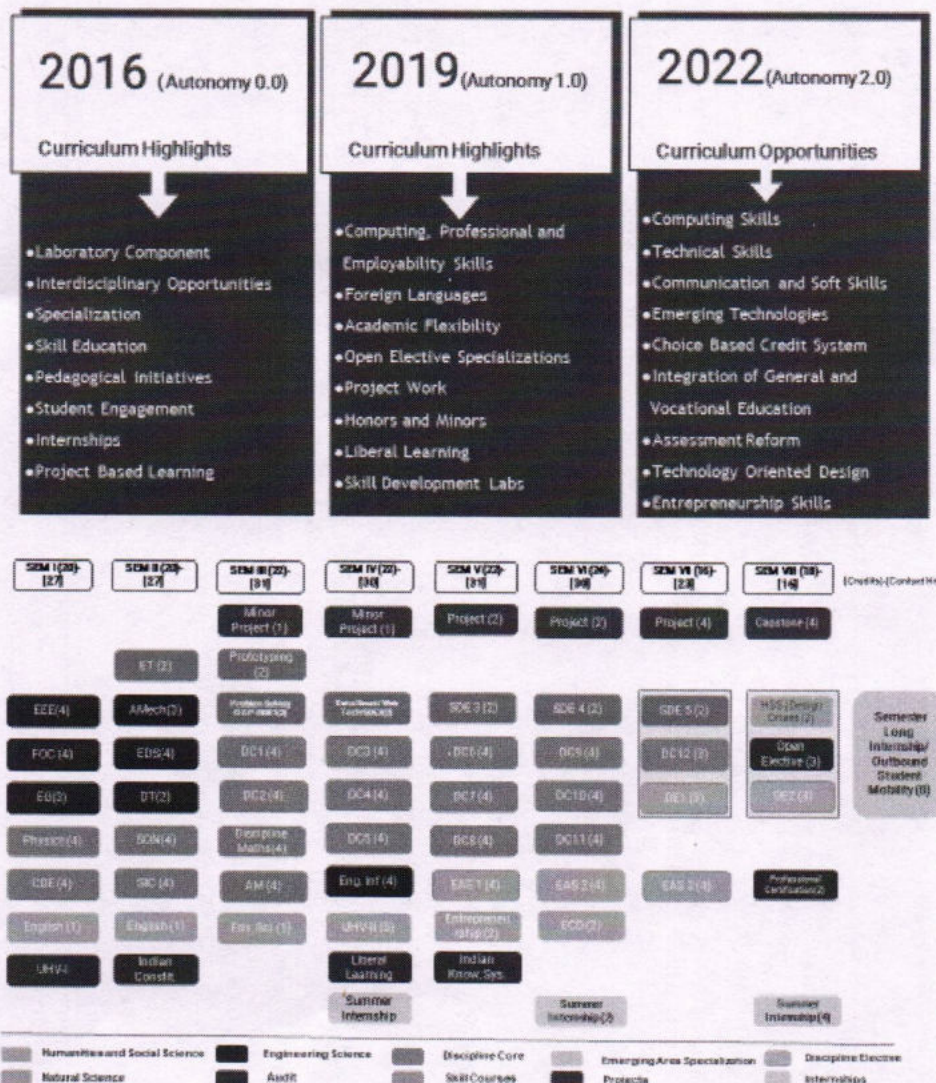 2016 (Autonomy 0.0)
Curriculum Highlights
•Laboratory Component
•Interdisciplinary Opportunities
•Specialization
•Skill Education
•Pedagogical Initiatives
•Student Engagement
•Internships
•Project Based Learning
2019 (Autonomy 1.0)
Curriculum Highlights
•Computing, Professional and
Employability Skills
•Foreign Languages
•Academic Flexibility
•Open Elective Specializations
•Project Work
•Honors and Minors
•Liberal Learning
•Skill Development Labs
2022 (Autonomy 2.0)
Curriculum Opportunities
•Computing Skills
•Technical Skills
•Communication and Soft Skills
•Emerging Technologies
•Choice Based Credit System
•Integration of General and
Vocational Education
•Assessment Reform
•Technology Oriented Design
•Entrepreneurship Skills
SEM I (20)-
[27]
SEM II (20)-
[27]
SEM III (22)-
[31]
SEM IV (22)-
[30]
SEM V (22)-
[31]
SEM VI (26)-
[30]
SEM VII (16)-
[23]
[16]
Minor
Project (1)
Minor
Project (1)
Project (2)
Project (2)
Project (4)
Capstone (4)
ET (2)
Prototyping
(2)
EEE(4)
AMech(3)
Problem Solving
SDE 3 (2)
SDE 4 (2)
SDE 5 (2)
FOC (4)
EDS(4)
DC1 (4)
DC3 (4)
DC6 (4)
DC9 (4)
DC12 (3)
Open
Elective (3)
Semester
Long
Internship/
Outbound
Student
Mobility
EG(3)
DT(2)
DC2 (4)
DC4 (4)
DC7 (4)
DC10 (4)
DE1
DE2 (4)
Physics (4)
Discipline
Maths(4)
DC5 (4)
DC8 (4)
DC11 (4)
CDE (4)
SIC (4)
AM (4)
Eng. Inf (4)
EAS 1 (4)
EAS 2 (4)
EAS 3 (4)
Professional
Certification(2)
English (1)
English (1)
Env. Sci (1)
UHV-II
Entrepreneu
rship(2)
ECD(2)
UHV-I
Indian
Constit.
Liberal
Learning
Indian
Know. Sys.
Summer
Internship
Summer
Internship
Summer
Internship(4)
Humanities and Social Science
Engineering Science
Discipline Core
Emerging Area Specialization
Discipline Elective
Natural Science
Audit
Skill Courses
Projects
Internships